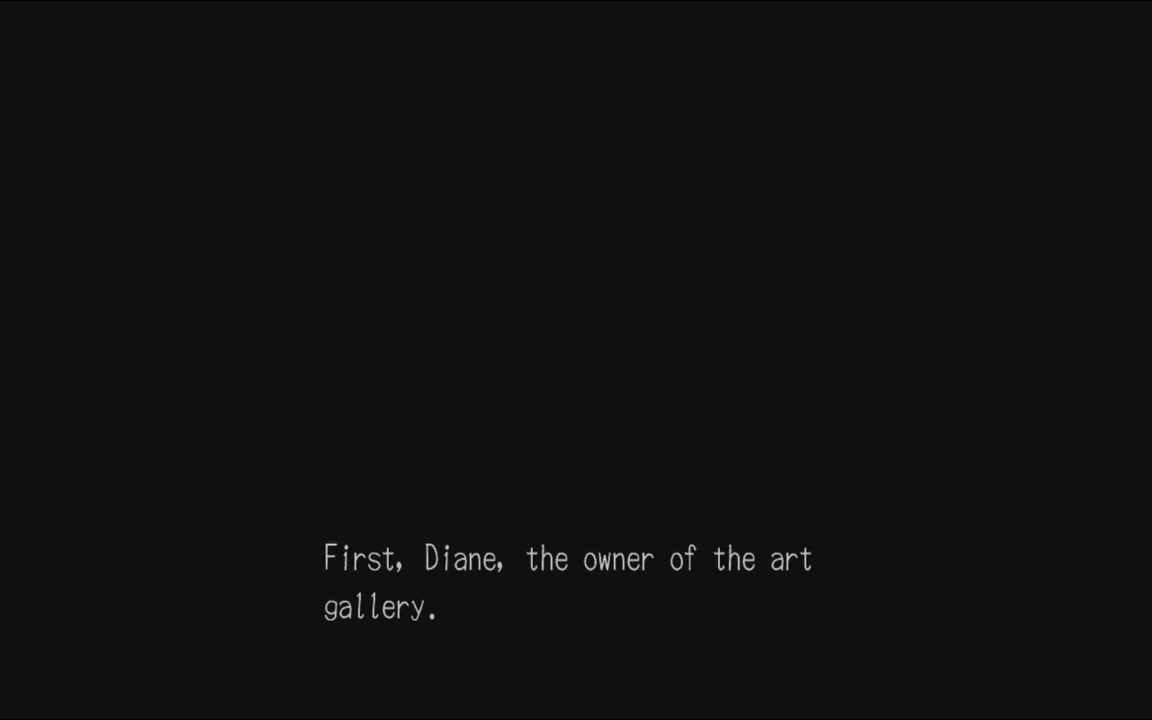 First, Diane, the owner of the art
gallery.